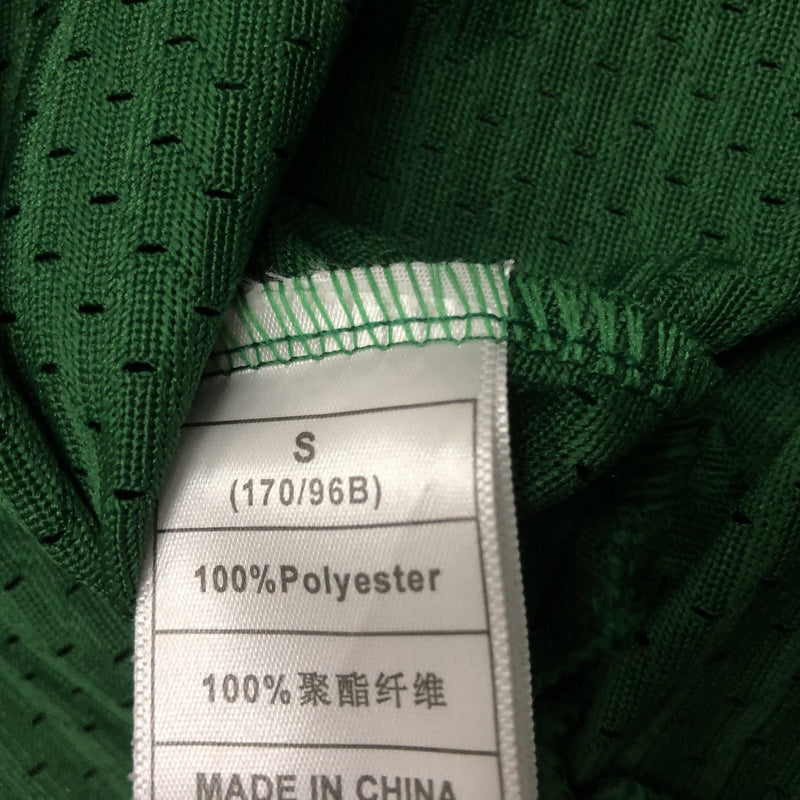 S
(170/96B)
100%Polyester
100%聚酯纤维
MADE IN CHINA